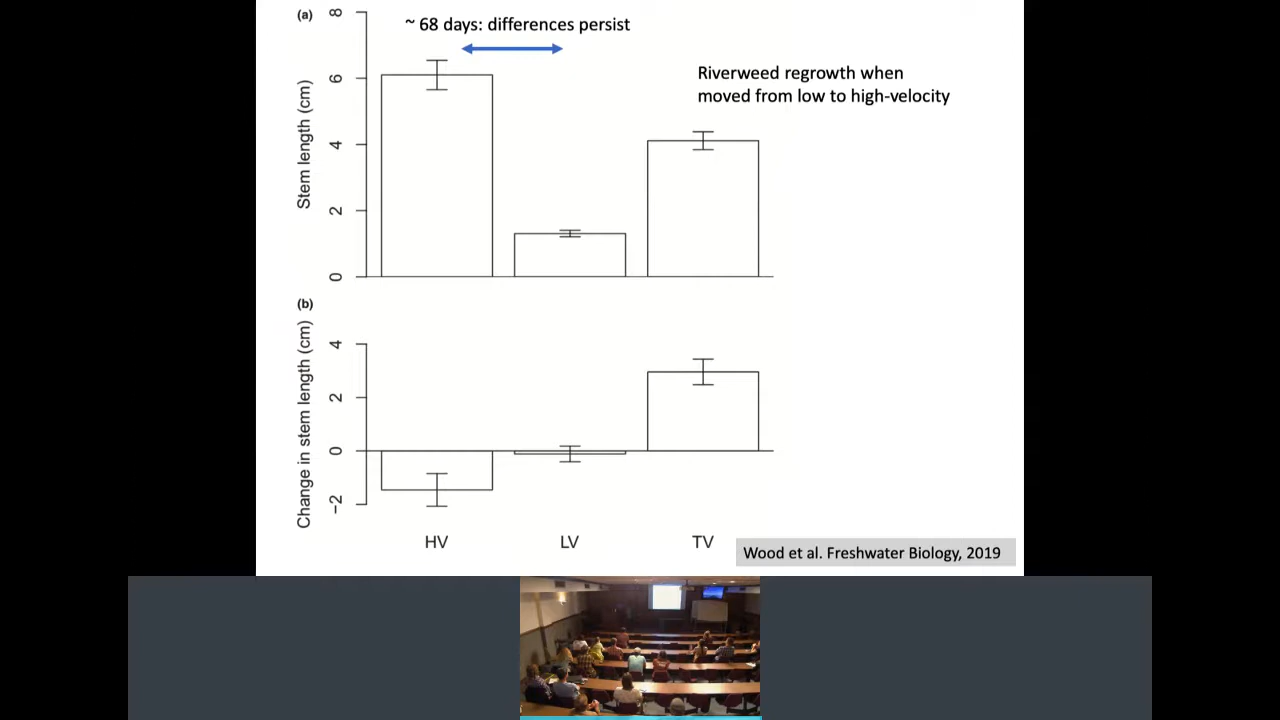 (a)
~ 68 days: differences persist
Riverweed regrowth when
moved from low to high-velocity
Stem length (cm)
8
6
4
2
0
(b)
Change in stem length (cm)
4
2
0
−2
HV LV TV
Wood et al. Freshwater Biology, 2019